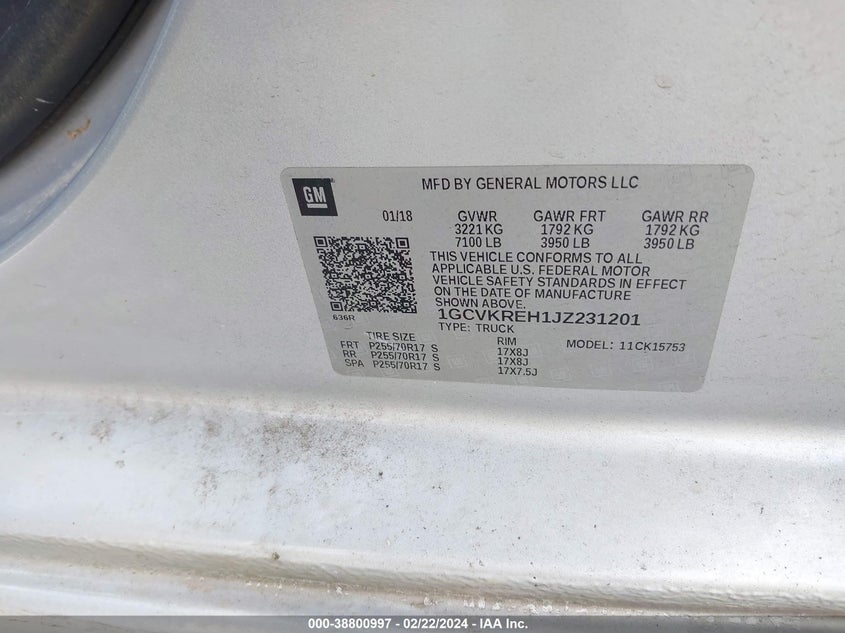 GM
MFD BY GENERAL MOTORS LLC
01/18 GVWR GAWR FRT GAWR RR
3221 KG 1792 KG 1792 KG
7100 LB 3950 LB 3950 LB
THIS VEHICLE CONFORMS TO ALL
APPLICABLE U.S. FEDERAL MOTOR
VEHICLE SAFETY STANDARDS IN EFFECT
ON THE DATE OF MANUFACTURE
SHOWN ABOVE.
636R
1GCVKREH1JZ231201
TYPE: TRUCK
TIRE SIZE RIM MODEL: 11CK15753
FRT P255/70R17 S 17X8J
RR P255/70R17 S 17X8J
SPA P255/70R17 S 17X7.5J
000-38800997 - 02/22/2024 - IAAI Inc.